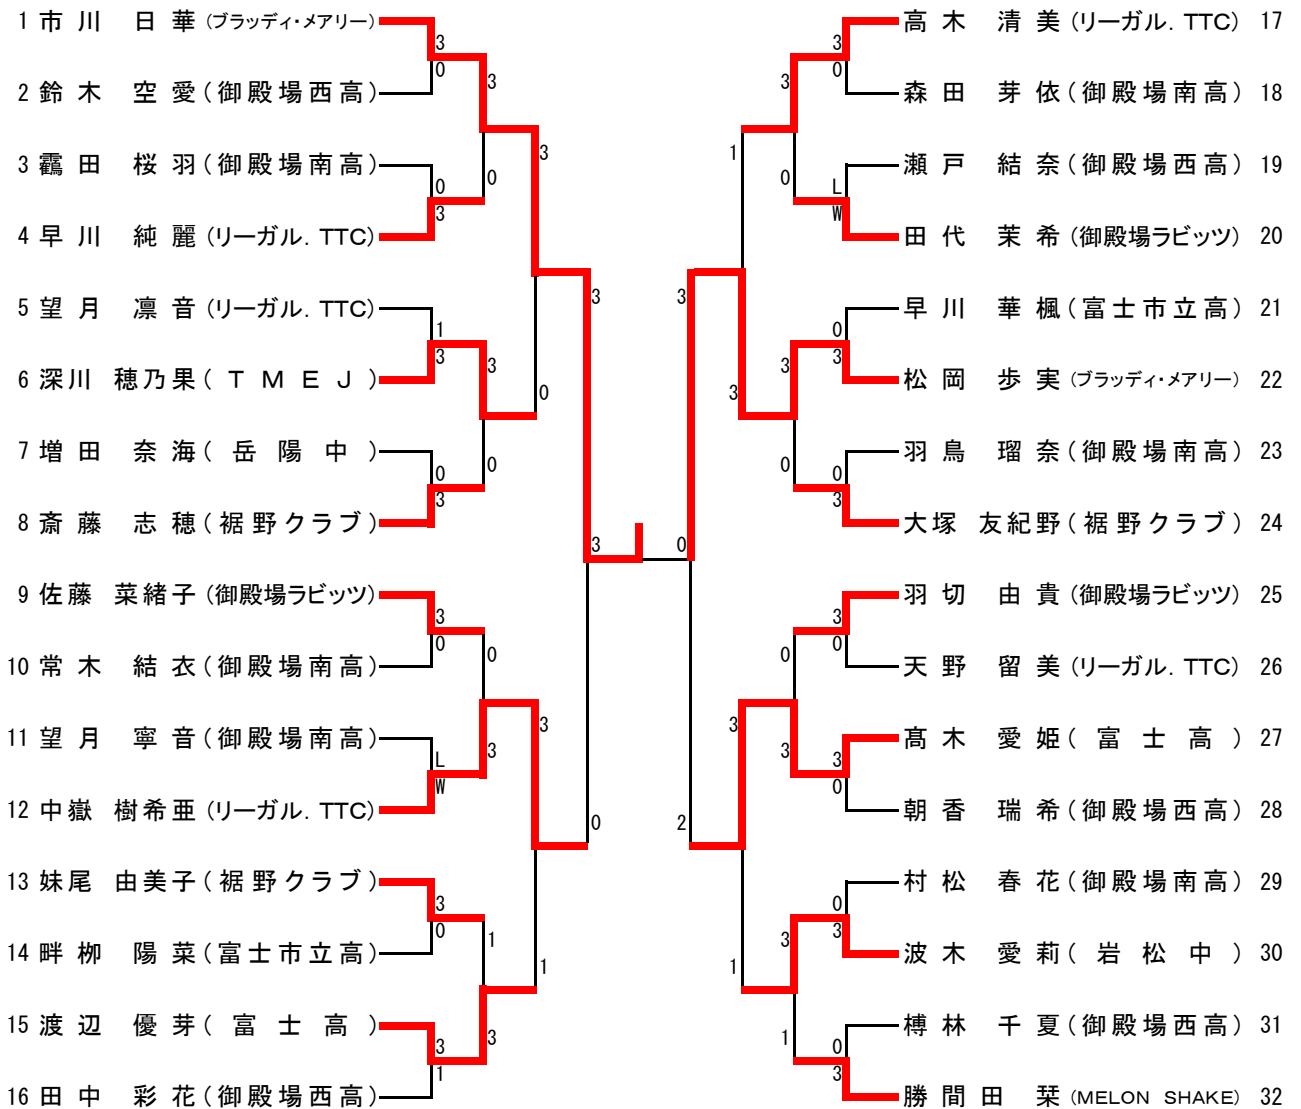 1 市川 日華 (ブラッディ・メアリー)
2 鈴木 空愛 (御殿場西高)
3 靍田 桜羽 (御殿場南高)
4 早川 純麗 (リーガル. TTC)
5 望月 凛音 (リーガル. TTC)
6 深川 穂乃果 (TMEJ)
7 増田 奈海 (岳陽中)
8 斎藤 志穂 (裾野クラブ)
9 佐藤 菜緒子 (御殿場ラビッツ)
10 常木 結衣 (御殿場南高)
11 望月 寧音 (御殿場南高)
12 中嶽 樹希亜 (リーガル. TTC)
13 妹尾 由美子 (裾野クラブ)
14 畔栁 陽菜 (富士市立高)
15 渡辺 優芽 (富士高)
16 田中 彩花 (御殿場西高)
3
0
0
3
1
3
0
3
3
0
L
W
3
0
3
1
3
0
3
0
0
3
1
3
3
0
3
1
3
0
3 0
3
2
1
3
3
1
3
0
3
0
0
3
3
1
3
0
L
W
0
3
0
3
3
0
3
0
0
3
0
3
高木 清美 (リーガル. TTC) 17
森田 芽依 (御殿場南高) 18
瀬戸 結奈 (御殿場西高) 19
田代 茉希 (御殿場ラビッツ) 20
早川 華楓 (富士市立高) 21
松岡 歩実 (ブラッディ・メアリー) 22
羽鳥 瑠奈 (御殿場南高) 23
大塚 友紀野 (裾野クラブ) 24
羽切 由貴 (御殿場ラビッツ) 25
天野 留美 (リーガル. TTC) 26
髙木 愛姫 (富士高) 27
朝香 瑞希 (御殿場西高) 28
村松 春花 (御殿場南高) 29
波木 愛莉 (岩松中) 30
榑林 千夏 (御殿場西高) 31
勝間田 栞 (MELON SHAKE) 32